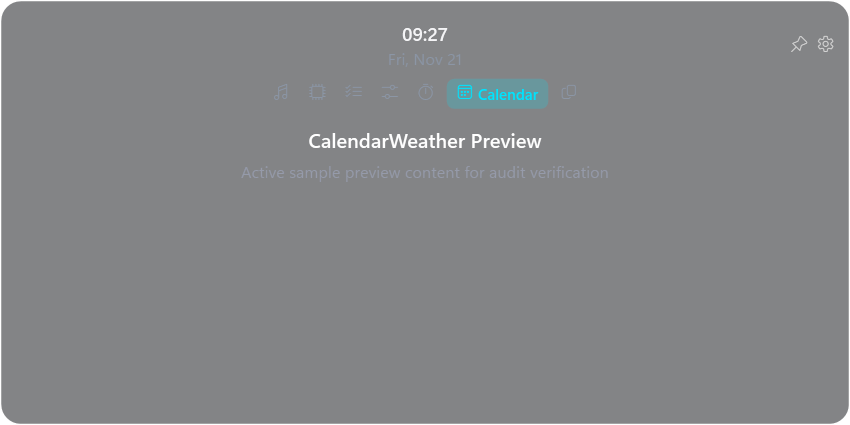 09:27
Fri, Nov 21
Calendar
CalendarWeather Preview
Active sample preview content for audit verification